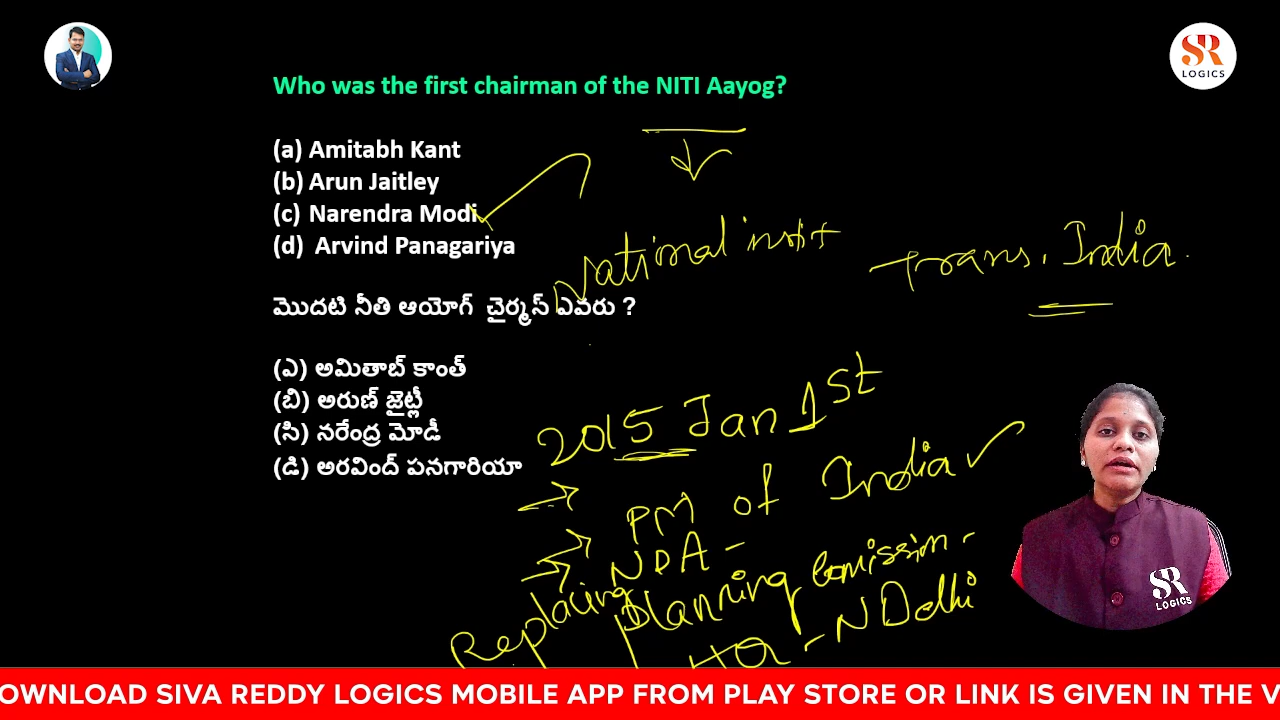 SR
LOGICS
Who was the first chairman of the NITI Aayog?
(a) Amitabh Kant
(b) Arun Jaitley
(c) Narendra Modi
(d) Arvind Panagariya
National instit Trans. India.
మొదటి నీతి ఆయోగ్ చైర్మన్ ఎవరు ?
(ఎ) అమితాబ్ కాంత్
(బి) అరుణ్ జైట్లీ
(సి) నరేంద్ర మోడీ
(డి) అరవింద్ పనగారియా
2015 Jan 1st
PM of India
NDA -
Replacing planning Comission -
HQ - N Delhi
SR
LOGICS
OWNLOAD SIVA REDDY LOGICS MOBILE APP FROM PLAY STORE OR LINK IS GIVEN IN THE V